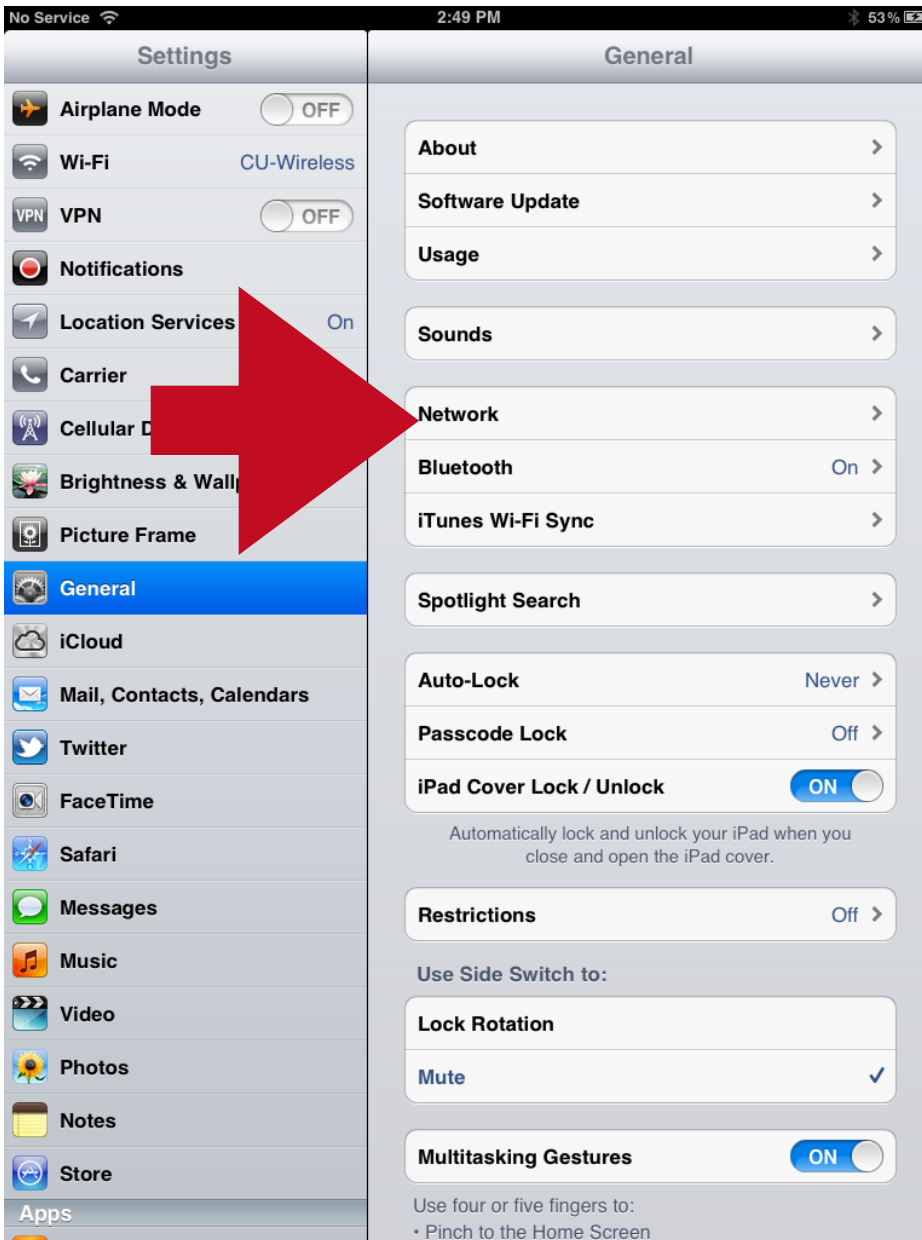 No Service 2:49 PM 53%
Settings
Airplane Mode OFF
Wi-Fi CU-Wireless
VPN VPN OFF
Notifications
Location Services On
Carrier
Cellular
Brightness &
Picture Frame
General
iCloud
Mail, Contacts, Calendars
Twitter
FaceTime
Safari
Messages
Music
Video
Photos
Notes
Store
Apps
General
About
Software Update
Usage
Sounds
Network
Bluetooth On
iTunes Wi-Fi Sync
Spotlight Search
Auto-Lock Never
Passcode Lock Off
iPad Cover Lock / Unlock ON
Automatically lock and unlock your iPad when you
close and open the iPad cover.
Restrictions Off
Use Side Switch to:
Lock Rotation
Mute
Multitasking Gestures ON
Use four or five fingers to:
• Pinch to the Home Screen